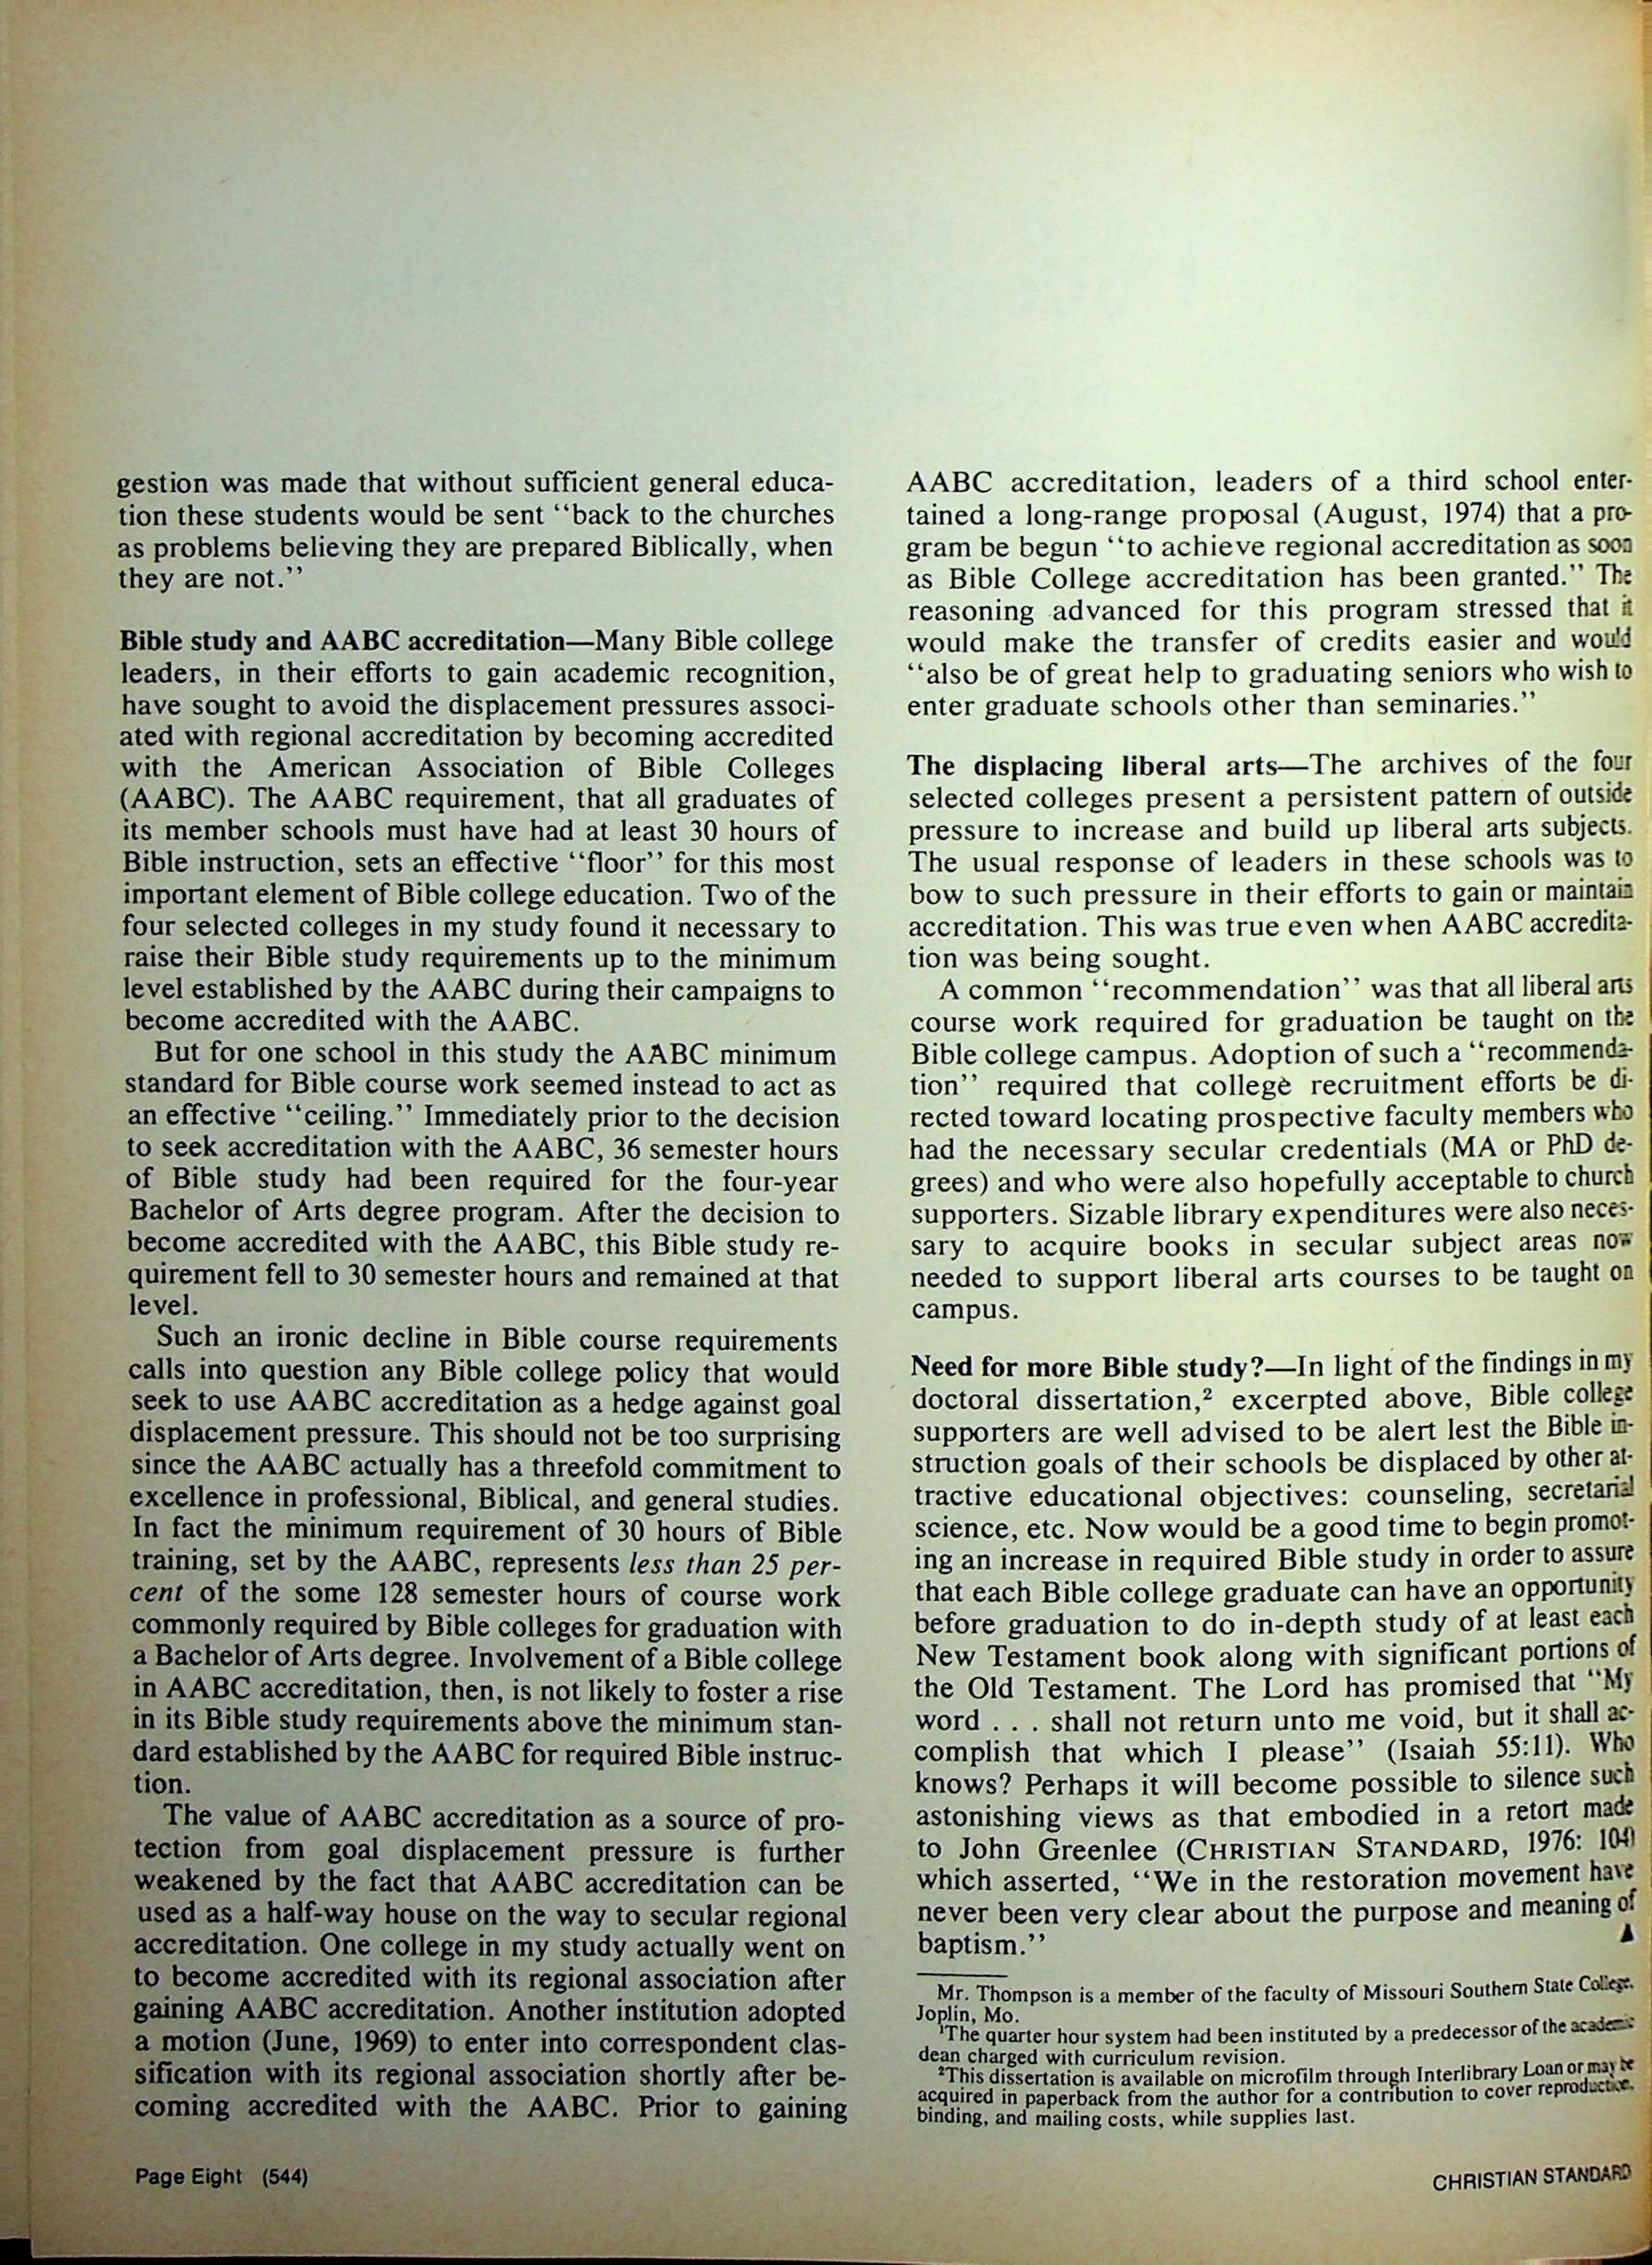 gestion was made that without sufficient general educa-
tion these students would be sent ‘‘back to the churches
as problems believing they are prepared Biblically, when
they are not.’’
Bible study and AABC accreditation—Many Bible college
leaders, in their efforts to gain academic recognition,
have sought to avoid the displacement pressures associ-
ated with regional accreditation by becoming accredited
with the American Association of Bible Colleges
(AABC). The AABC requirement, that all graduates of
its member schools must have had at least 30 hours of
Bible instruction, sets an effective ‘‘floor’’ for this most
important element of Bible college education. Two of the
four selected colleges in my study found it necessary to
raise their Bible study requirements up to the minimum
level established by the AABC during their campaigns to
become accredited with the AABC.
But for one school in this study the AABC minimum
standard for Bible course work seemed instead to act as
an effective ‘‘ceiling.’’ Immediately prior to the decision
to seek accreditation with the AABC, 36 semester hours
of Bible study had been required for the four-year
Bachelor of Arts degree program. After the decision to
become accredited with the AABC, this Bible study re-
quirement fell to 30 semester hours and remained at that
level.
Such an ironic decline in Bible course requirements
calls into question any Bible college policy that would
seek to use AABC accreditation as a hedge against goal
displacement pressure. This should not be too surprising
since the AABC actually has a threefold commitment to
excellence in professional, Biblical, and general studies.
In fact the minimum requirement of 30 hours of Bible
training, set by the AABC, represents less than 25 per-
cent of the some 128 semester hours of course work
commonly required by Bible colleges for graduation with
a Bachelor of Arts degree. Involvement of a Bible college
in AABC accreditation, then, is not likely to foster a rise
in its Bible study requirements above the minimum stan-
dard established by the AABC for required Bible instruc-
tion.
The value of AABC accreditation as a source of pro-
tection from goal displacement pressure is further
weakened by the fact that AABC accreditation can be
used as a half-way house on the way to secular regional
accreditation. One college in my study actually went on
to become accredited with its regional association after
gaining AABC accreditation. Another institution adopted
a motion (June, 1969) to enter into correspondent clas-
sification with its regional association shortly after be-
coming accredited with the AABC. Prior to gaining
AABC accreditation, leaders of a third school enter-
tained a long-range proposal (August, 1974) that a pro-
gram be begun ‘‘to achieve regional accreditation as soon
as Bible College accreditation has been granted.’’ The
reasoning advanced for this program stressed that it
would make the transfer of credits easier and would
‘‘also be of great help to graduating seniors who wish to
enter graduate schools other than seminaries.’’
The displacing liberal arts—The archives of the four
selected colleges present a persistent pattern of outside
pressure to increase and build up liberal arts subjects.
The usual response of leaders in these schools was to
bow to such pressure in their efforts to gain or maintain
accreditation. This was true even when AABC accredita-
tion was being sought.
A common ‘‘recommendation’’ was that all liberal arts
course work required for graduation be taught on the
Bible college campus. Adoption of such a ‘‘recommenda-
tion’’ required that college recruitment efforts be di-
rected toward locating prospective faculty members who
had the necessary secular credentials (MA or PhD de-
grees) and who were also hopefully acceptable to church
supporters. Sizable library expenditures were also neces-
sary to acquire books in secular subject areas now
needed to support liberal arts courses to be taught on
campus.
Need for more Bible study?—In light of the findings in my
doctoral dissertation,² excerpted above, Bible college
supporters are well advised to be alert lest the Bible in-
struction goals of their schools be displaced by other at-
tractive educational objectives: counseling, secretarial
science, etc. Now would be a good time to begin promot-
ing an increase in required Bible study in order to assure
that each Bible college graduate can have an opportunity
before graduation to do in-depth study of at least each
New Testament book along with significant portions of
the Old Testament. The Lord has promised that ‘‘My
word . . . shall not return unto me void, but it shall ac-
complish that which I please’’ (Isaiah 55:11). Who
knows? Perhaps it will become possible to silence such
astonishing views as that embodied in a retort made
to John Greenlee (CHRISTIAN STANDARD, 1976: 104)
which asserted, ‘‘We in the restoration movement have
never been very clear about the purpose and meaning of
baptism.’’
Mr. Thompson is a member of the faculty of Missouri Southern State College,
Joplin, Mo.
¹The quarter hour system had been instituted by a predecessor of the academic
dean charged with curriculum revision.
²This dissertation is available on microfilm through Interlibrary Loan or may be
acquired in paperback from the author for a contribution to cover reproduction,
binding, and mailing costs, while supplies last.
Page Eight (544)
CHRISTIAN STANDARD